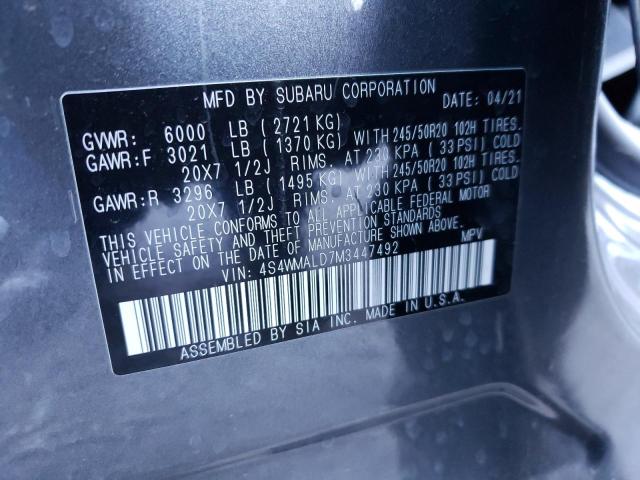 MFD BY SUBARU CORPORATION DATE: 04/21
GVWR: 6000 LB (2721 KG)
GAWR:F 3021 LB (1370 KG) WITH 245/50R20 102H TIRES.
20X7 1/2J RIMS. AT 230 KPA (33 PSI) COLD
GAWR:R 3296 LB (1495 KG) WITH 245/50R20 102H TIRES.
20X7 1/2J RIMS. AT 230 KPA (33 PSI) COLD
THIS VEHICLE CONFORMS TO ALL APPLICABLE FEDERAL MOTOR
VEHICLE SAFETY AND THEFT PREVENTION STANDARDS
IN EFFECT ON THE DATE OF MANUFACTURE SHOWN ABOVE.
VIN: 4S4WMALD7M3447492 MPV
ASSEMBLED BY SIA INC. MADE IN U.S.A.